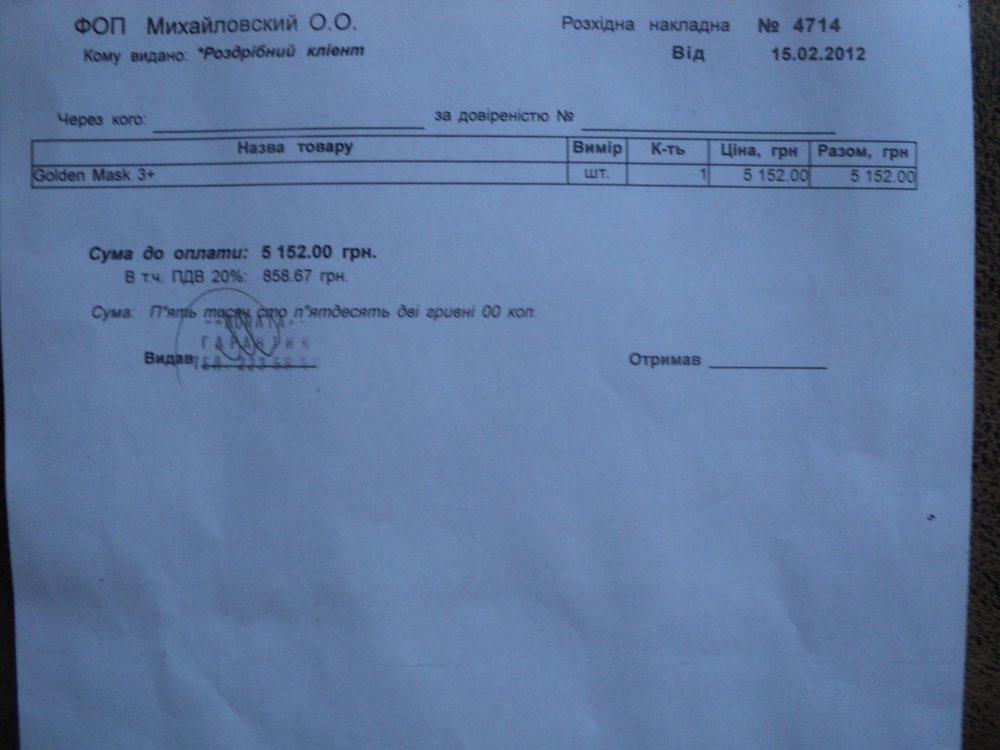 ФОП Михайловский О.О.
Розхідна накладна № 4714
Кому видано: *Роздрібний клієнт
Від 15.02.2012
Через кого:
за довіреністю №
Назва товару Вимір К-ть Ціна, грн Разом, грн
Golden Mask 3+ шт. 1 5 152.00 5 152.00
Сума до оплати: 5 152.00 грн.
В т.ч. ПДВ 20%: 858.67 грн.
Сума: П"ять тисяч сто п"ятдесять дві гривні 00 коп.
ГАРАНТИЯ
Видав
ТЕЛ. 223
Отримав